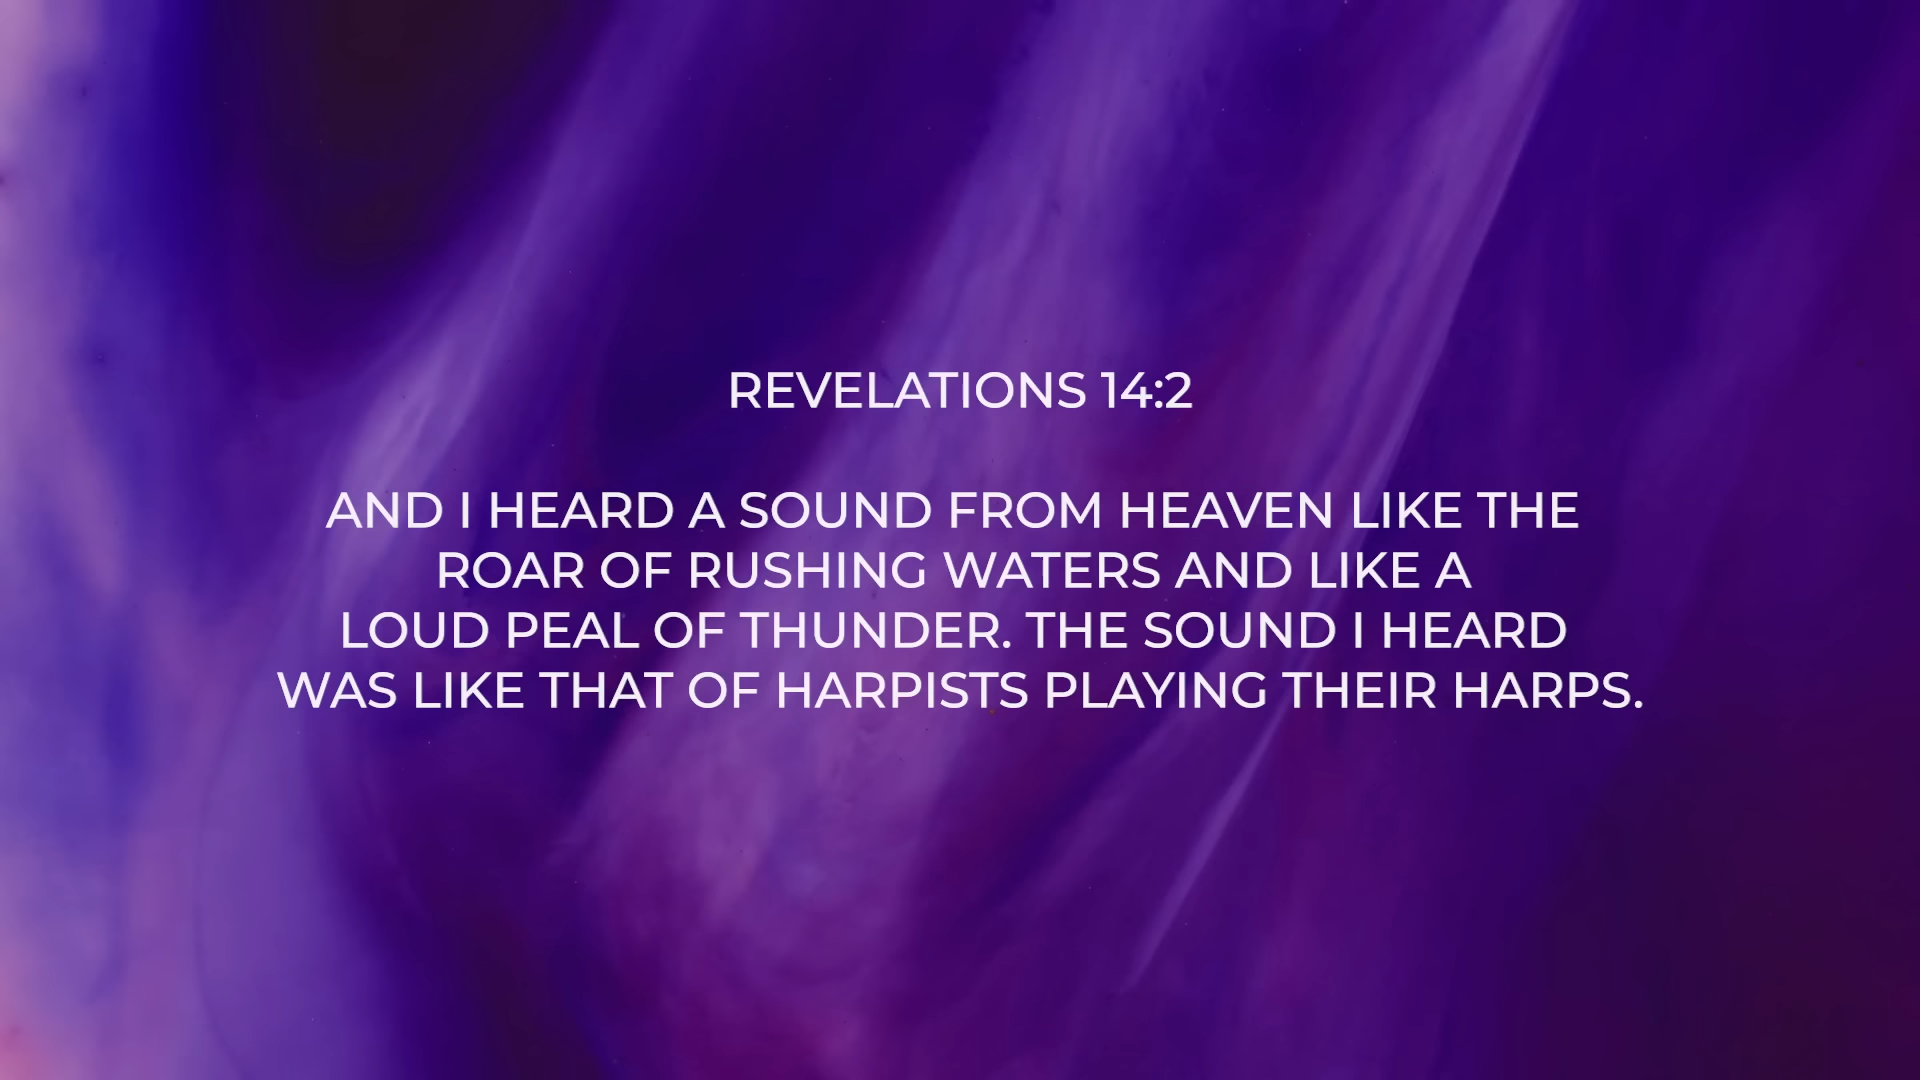 REVELATIONS 14:2
AND I HEARD A SOUND FROM HEAVEN LIKE THE
ROAR OF RUSHING WATERS AND LIKE A
LOUD PEAL OF THUNDER. THE SOUND I HEARD
WAS LIKE THAT OF HARPISTS PLAYING THEIR HARPS.